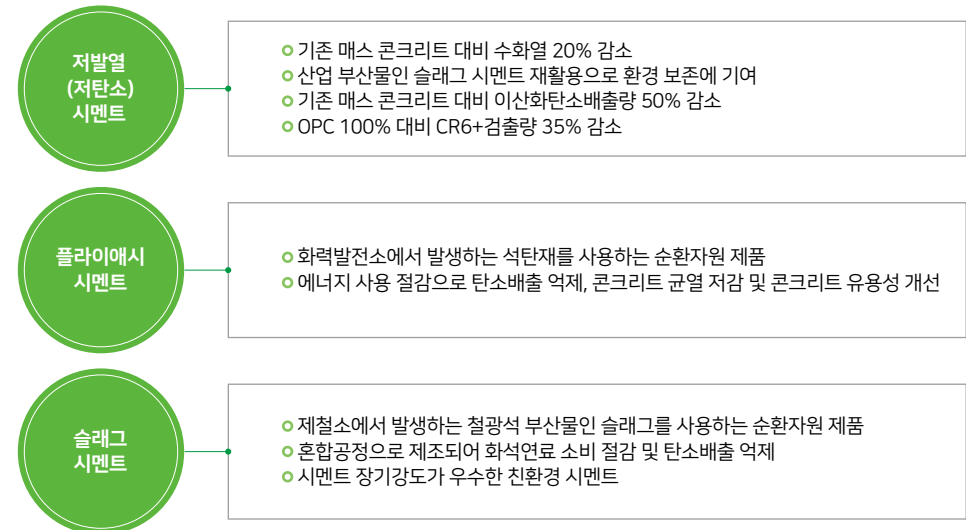 저발열
(저탄소)
시멘트
기존 매스 콘크리트 대비 수화열 20% 감소
산업 부산물인 슬래그 시멘트 재활용으로 환경 보존에 기여
기존 매스 콘크리트 대비 이산화탄소배출량 50% 감소
OPC 100% 대비 CR6+검출량 35% 감소
플라이애시
시멘트
화력발전소에서 발생하는 석탄재를 사용하는 순환자원 제품
에너지 사용 절감으로 탄소배출 억제, 콘크리트 균열 저감 및 콘크리트 유용성 개선
슬래그
시멘트
제철소에서 발생하는 철광석 부산물인 슬래그를 사용하는 순환자원 제품
혼합공정으로 제조되어 화석연료 소비 절감 및 탄소배출 억제
시멘트 장기강도가 우수한 친환경 시멘트